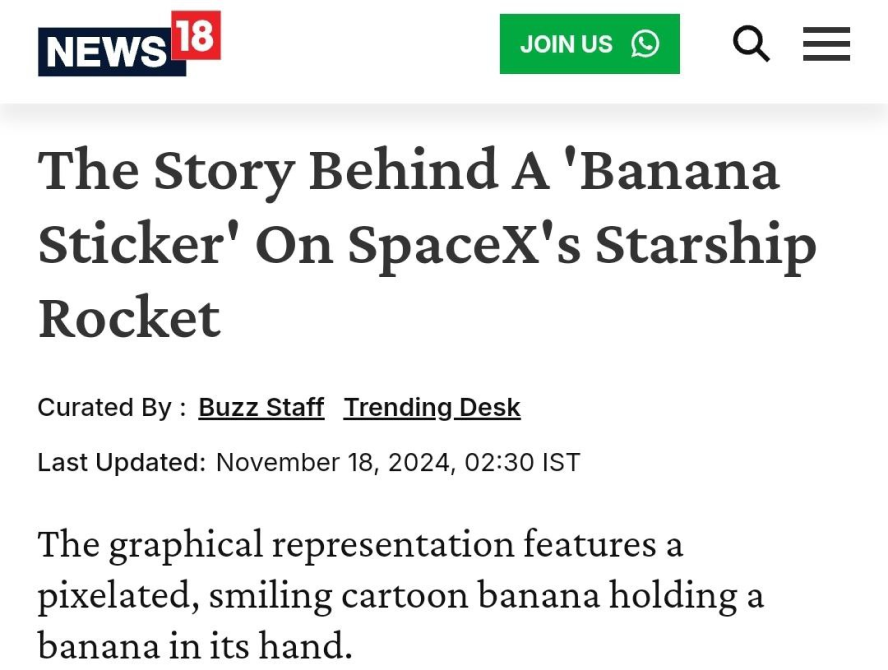 NEWS 18
JOIN US
The Story Behind A 'Banana
Sticker' On SpaceX's Starship
Rocket
Curated By : Buzz Staff Trending Desk
Last Updated: November 18, 2024, 02:30 IST
The graphical representation features a
pixelated, smiling cartoon banana holding a
banana in its hand.